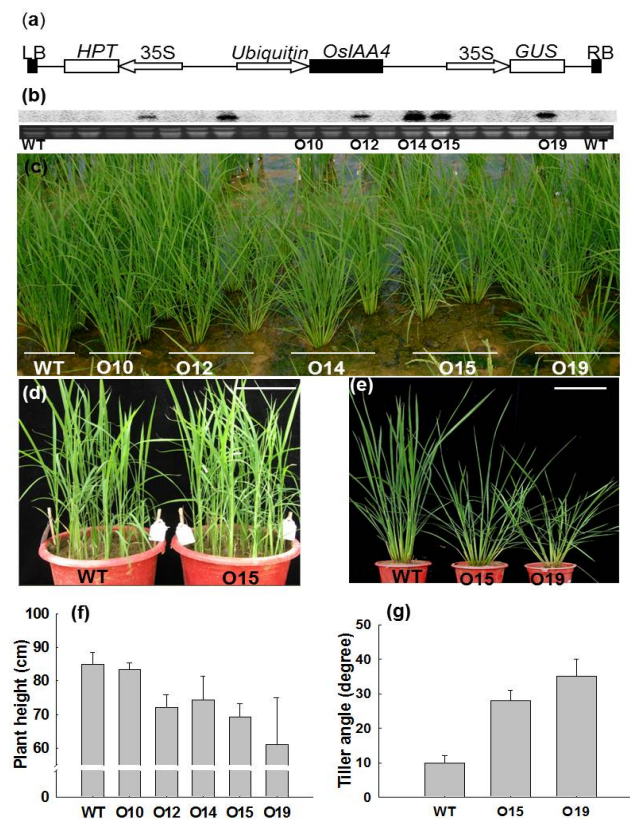 (a)
LB HPT 35S Ubiquitin OsIAA4 35S GUS RB
(b)
WT O10 O12 O14 O15 O19 WT
(c)
WT O10 O12 O14 O15 O19
(d)
WT O15
(e)
WT O15 O19
(f)
Plant height (cm)
100
90
80
70
60
0
WT O10 O12 O14 O15 O19
(g)
Tiller angle (degree)
50
40
30
20
10
0
WT O15 O19